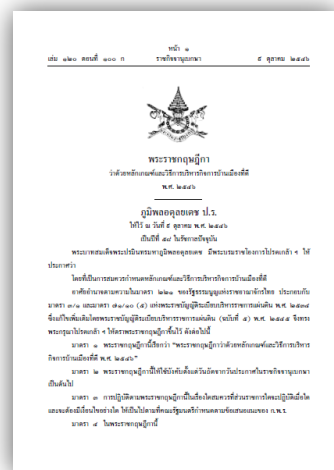 หน้า ๑
เล่ม ๑๒๐ ตอนที่ ๑๐๐ ก ราชกิจจานุเบกษา ๙ ตุลาคม ๒๕๔๖
พระราชกฤษฎีกา
ว่าด้วยหลักเกณฑ์และวิธีการบริหารกิจการบ้านเมืองที่ดี
พ.ศ. ๒๕๔๖
ภูมิพลอดุลยเดช ป.ร.
ให้ไว้ ณ วันที่ ๙ ตุลาคม พ.ศ. ๒๕๔๖
เป็นปีที่ ๕๘ ในรัชกาลปัจจุบัน
พระบาทสมเด็จพระปรมินทรมหาภูมิพลอดุลยเดช มีพระบรมราชโองการโปรดเกล้า ฯ ให้
ประกาศว่า
โดยที่เป็นการสมควรกำหนดหลักเกณฑ์และวิธีการบริหารกิจการบ้านเมืองที่ดี
อาศัยอำนาจตามความในมาตรา ๒๒๑ ของรัฐธรรมนูญแห่งราชอาณาจักรไทย ประกอบกับ
มาตรา ๓/๑ และมาตรา ๗๑/๑๐ (๕) แห่งพระราชบัญญัติระเบียบบริหารราชการแผ่นดิน พ.ศ. ๒๕๓๔
ซึ่งแก้ไขเพิ่มเติมโดยพระราชบัญญัติระเบียบบริหารราชการแผ่นดิน (ฉบับที่ ๕) พ.ศ. ๒๕๔๕ จึงทรง
พระกรุณาโปรดเกล้า ฯ ให้ตราพระราชกฤษฎีกาขึ้นไว้ ดังต่อไปนี้
มาตรา ๑ พระราชกฤษฎีกานี้เรียกว่า “พระราชกฤษฎีกาว่าด้วยหลักเกณฑ์และวิธีการบริหาร
กิจการบ้านเมืองที่ดี พ.ศ. ๒๕๔๖”
มาตรา ๒ พระราชกฤษฎีกานี้ให้ใช้บังคับตั้งแต่วันถัดจากวันประกาศในราชกิจจานุเบกษา
เป็นต้นไป
มาตรา ๓ การปฏิบัติตามพระราชกฤษฎีกานี้ในเรื่องใดสมควรที่ส่วนราชการใดจะปฏิบัติเมื่อใด
และจะต้องมีเงื่อนไขอย่างใด ให้เป็นไปตามที่คณะรัฐมนตรีกำหนดตามข้อเสนอแนะของ ก.พ.ร.
มาตรา ๔ ในพระราชกฤษฎีกานี้